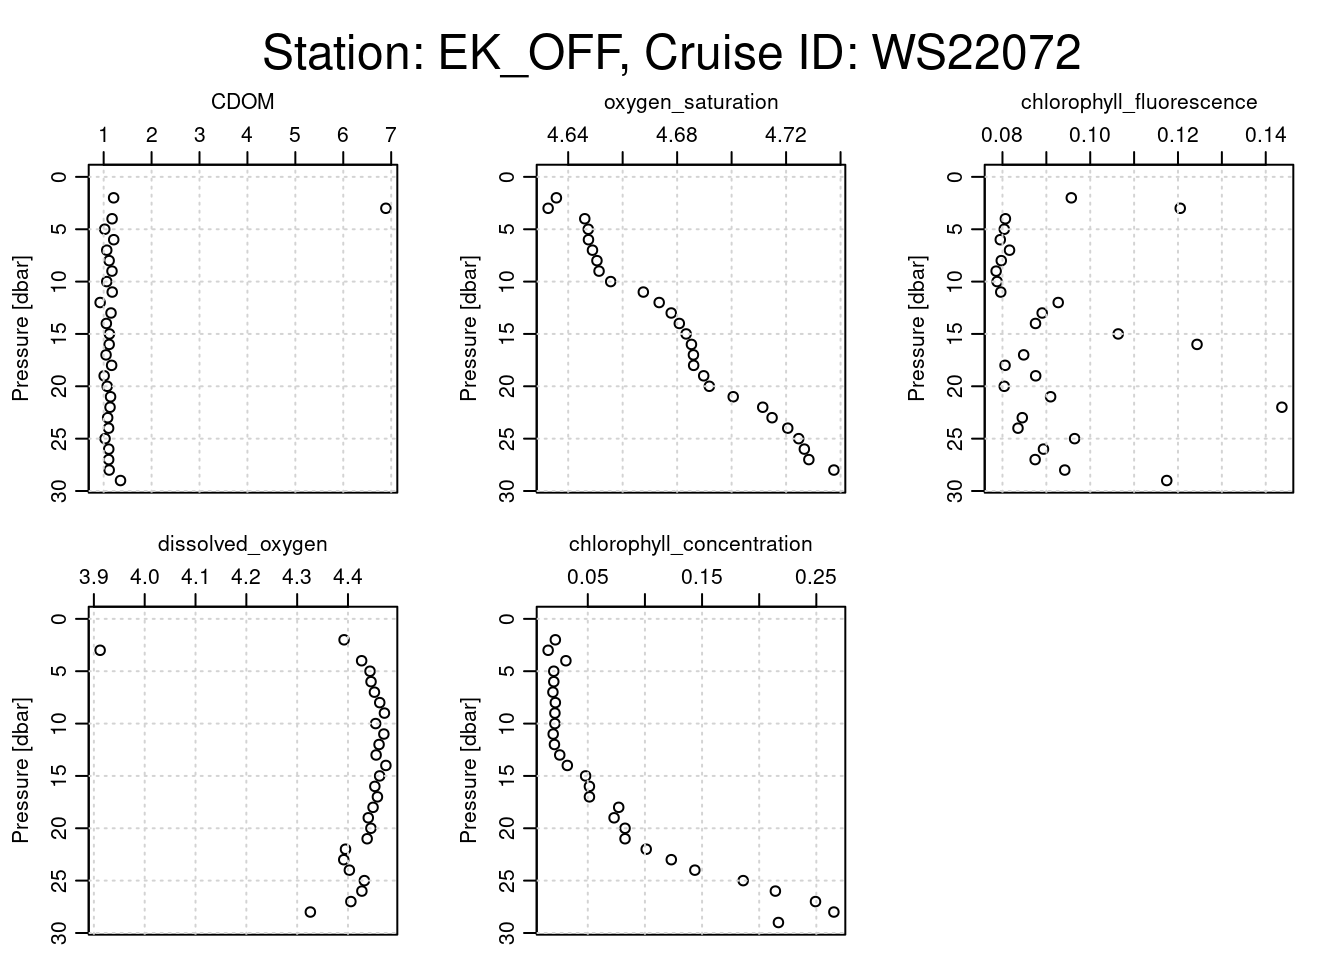 Station: EK_OFF, Cruise ID: WS22072
CDOM
1 2 3 4 5 6 7
Pressure [dbar]
0 5 10 15 20 25 30
oxygen_saturation
4.64 4.68 4.72
Pressure [dbar]
0 5 10 15 20 25 30
chlorophyll_fluorescence
0.08 0.10 0.12 0.14
Pressure [dbar]
0 5 10 15 20 25 30
dissolved_oxygen
3.9 4.0 4.1 4.2 4.3 4.4
Pressure [dbar]
0 5 10 15 20 25 30
chlorophyll_concentration
0.05 0.15 0.25
Pressure [dbar]
0 5 10 15 20 25 30